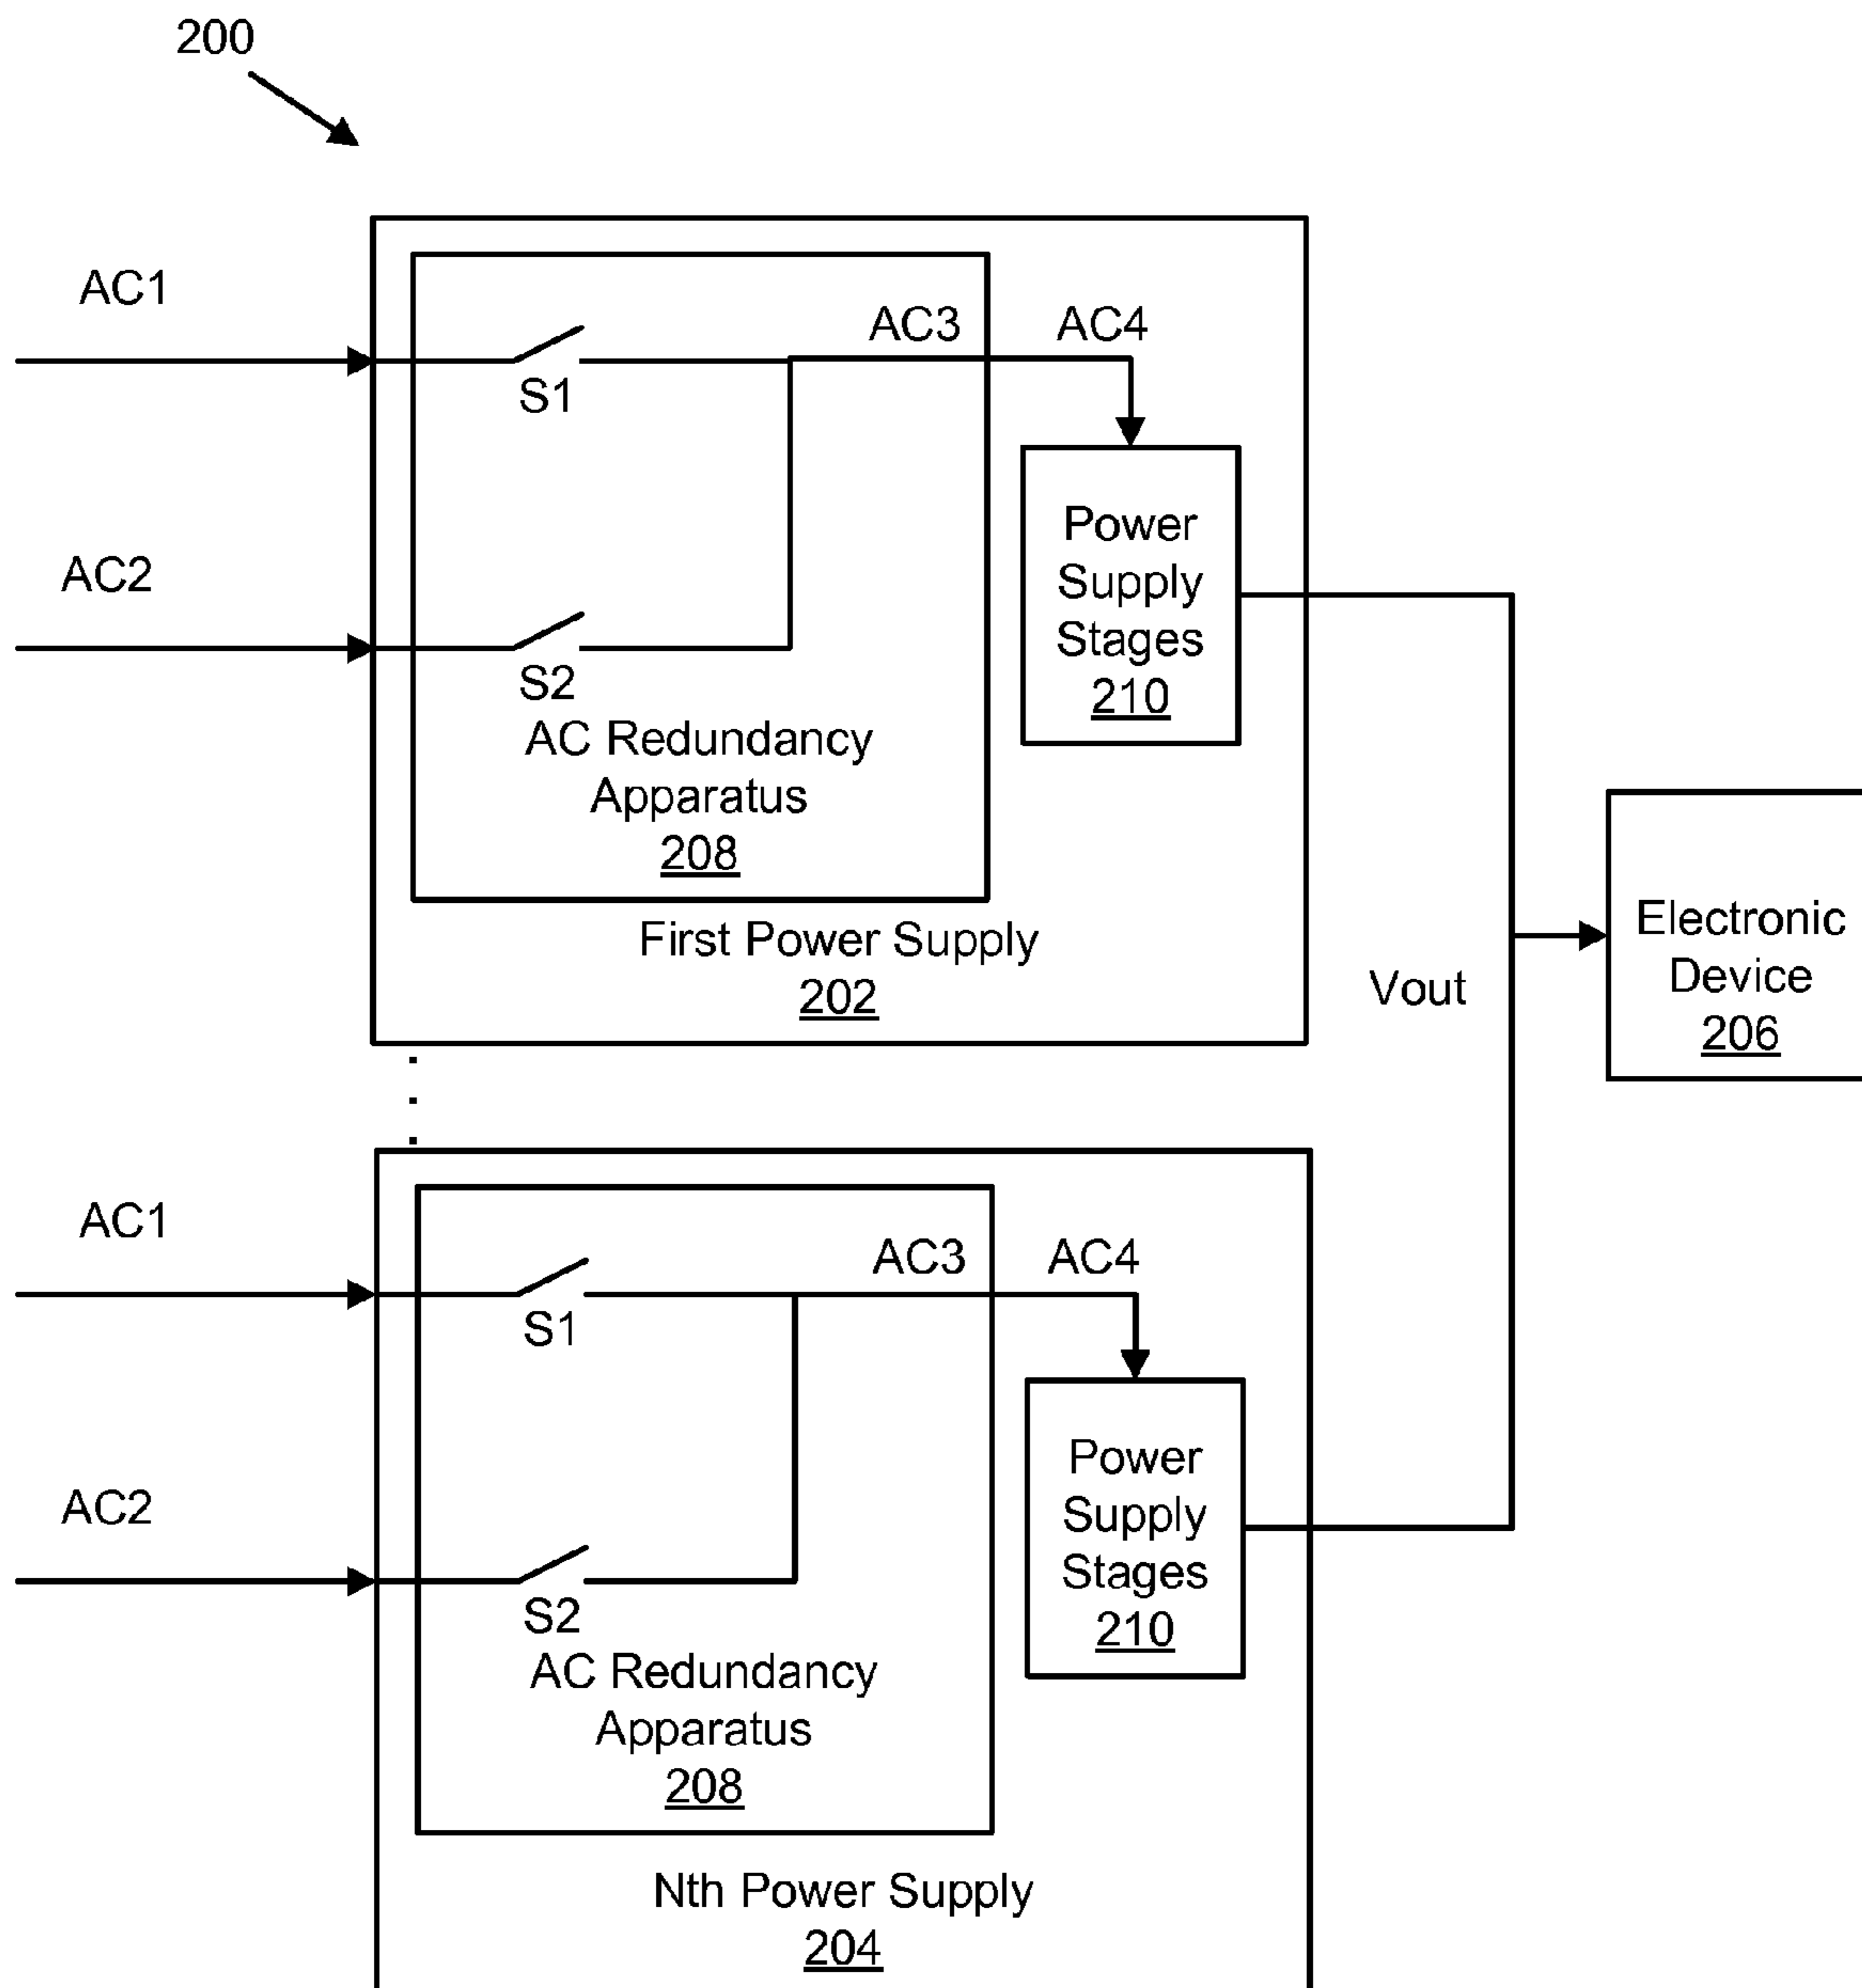 200
AC1
AC3
AC4
S1
Power
Supply
Stages
210
AC2
S2
AC Redundancy
Apparatus
208
First Power Supply
202
Vout
Electronic
Device
206
AC1
AC3
AC4
S1
Power
Supply
Stages
210
AC2
S2
AC Redundancy
Apparatus
208
Nth Power Supply
204